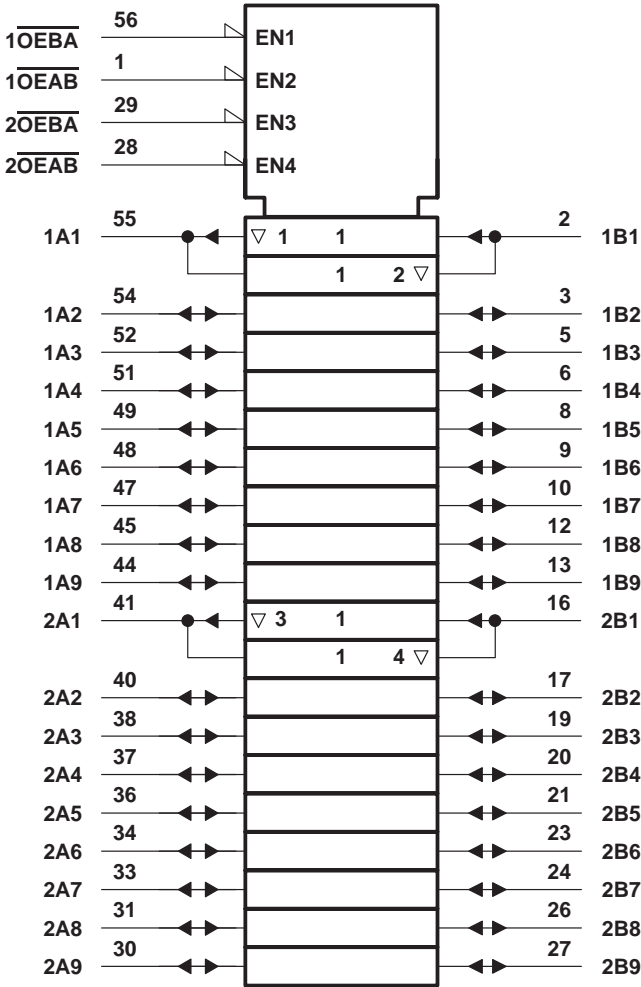 1OEBA 56 EN1
1OEAB 1 EN2
2OEBA 29 EN3
2OEAB 28 EN4
1A1 55 ▽ 1 1 2 1B1
1 2 ▽
1A2 54 3 1B2
1A3 52 5 1B3
1A4 51 6 1B4
1A5 49 8 1B5
1A6 48 9 1B6
1A7 47 10 1B7
1A8 45 12 1B8
1A9 44 13 1B9
2A1 41 ▽ 3 1 16 2B1
1 4 ▽
2A2 40 17 2B2
2A3 38 19 2B3
2A4 37 20 2B4
2A5 36 21 2B5
2A6 34 23 2B6
2A7 33 24 2B7
2A8 31 26 2B8
2A9 30 27 2B9